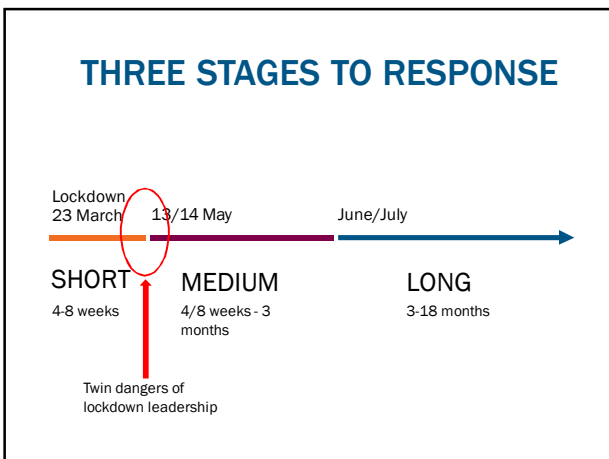 THREE STAGES TO RESPONSE
Lockdown
23 March
13/14 May
June/July
SHORT
MEDIUM
LONG
4-8 weeks
4/8 weeks - 3
months
3-18 months
Twin dangers of
lockdown leadership